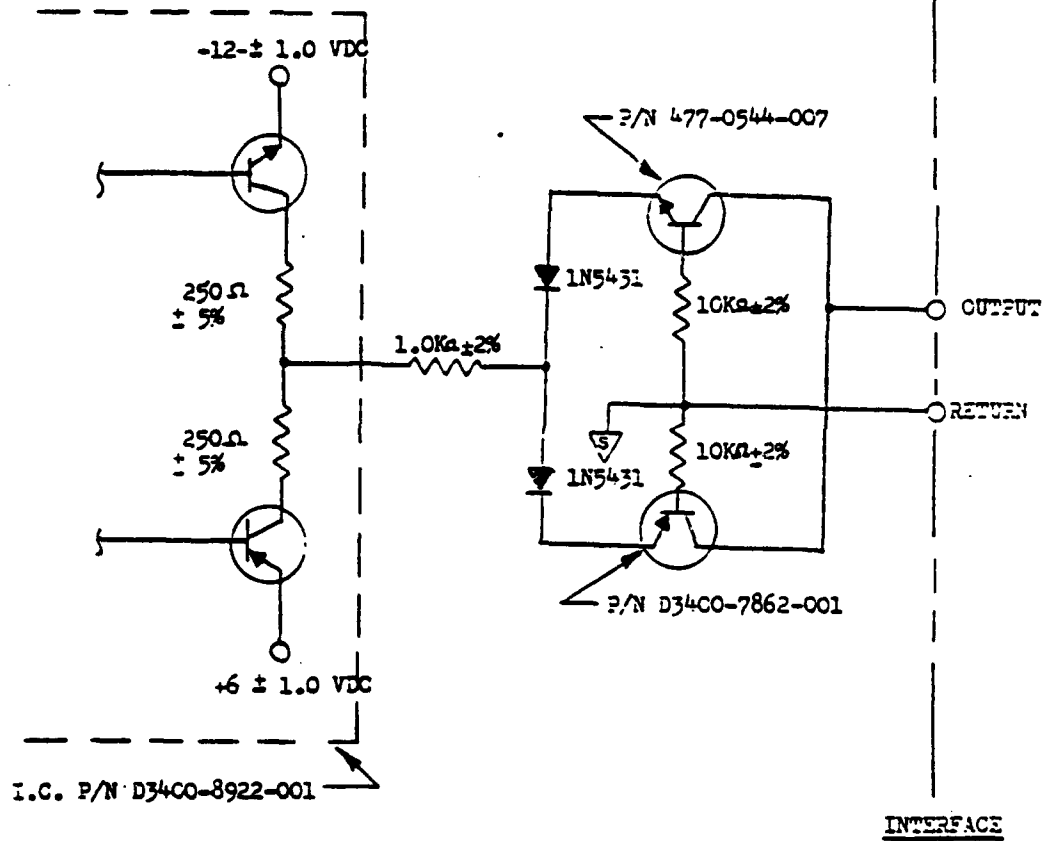 -12-± 1.0 VDC
P/N 477-0544-007
250Ω
± 5%
1N5431
10KΩ±2%
OUTPUT
1.0KΩ±2%
RETURN
S
250Ω
± 5%
1N5431
10KΩ±2%
P/N D34C0-7862-001
+6 ± 1.0 VDC
I.C. P/N D34C0-8922-001
INTERFACE